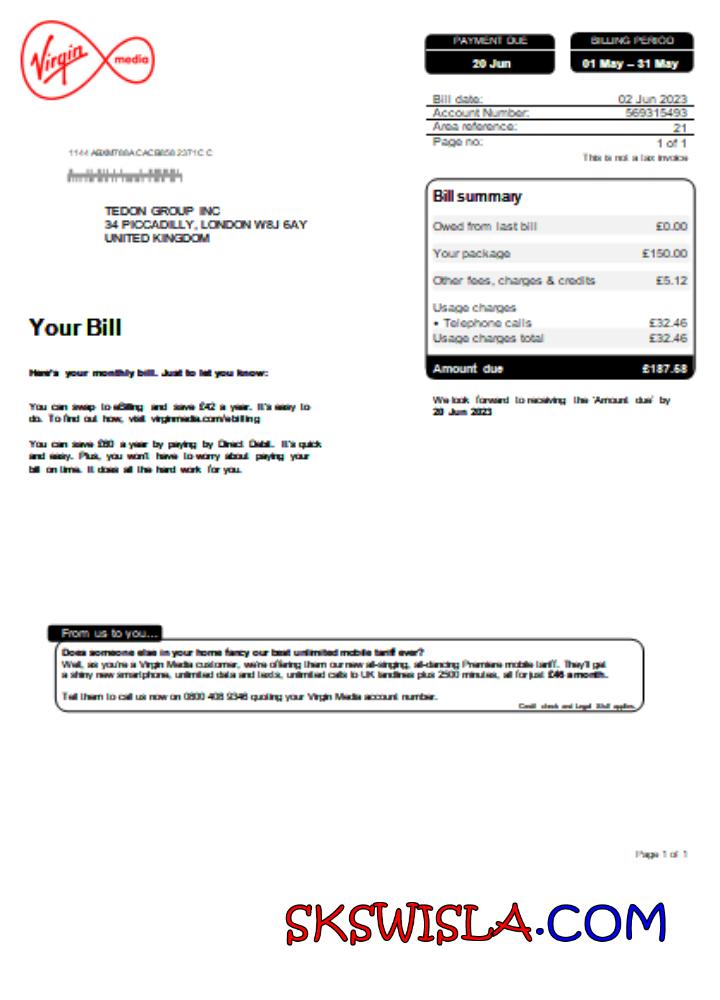 Virgin media
PAYMENT DUE
20 Jun
BILLING PERIOD
01 May – 31 May
Bill date: 02 Jun 2023
Account Number: 569315493
Area reference: 21
Page no: 1 of 1
This is not a tax invoice
TEDON GROUP INC
34 PICCADILLY, LONDON W8J 6AY
UNITED KINGDOM
Bill summary
Owed from last bill £0.00
Your package £150.00
Other fees, charges & credits £5.12
Usage charges
• Telephone calls £32.46
Usage charges total £32.46
Amount due £187.58
We look forward to receiving the 'Amount due' by
20 Jun 2023
Your Bill
Here's your monthly bill. Just to let you know:
You can swap to eBilling and save £42 a year. It's easy to
do. To find out how, visit virginmedia.com/ebilling
You can save £60 a year by paying by Direct Debit. It's quick
and easy. Plus, you won't have to worry about paying your
bill on time. It does all the hard work for you.
From us to you...
Does someone else in your home fancy our best unlimited mobile tariff ever?
Well, as you're a Virgin Media customer, we're offering them our new all-singing, all-dancing Premiere mobile tariff. They'll get
a shiny new smartphone, unlimited data and texts, unlimited calls to UK landlines plus 2500 minutes, all for just £46 a month.
Tell them to call us now on 0800 408 9346 quoting your Virgin Media account number.
Credit check and Legal Stuff applies.
Page 1 of 1
SKSWISLA.COM